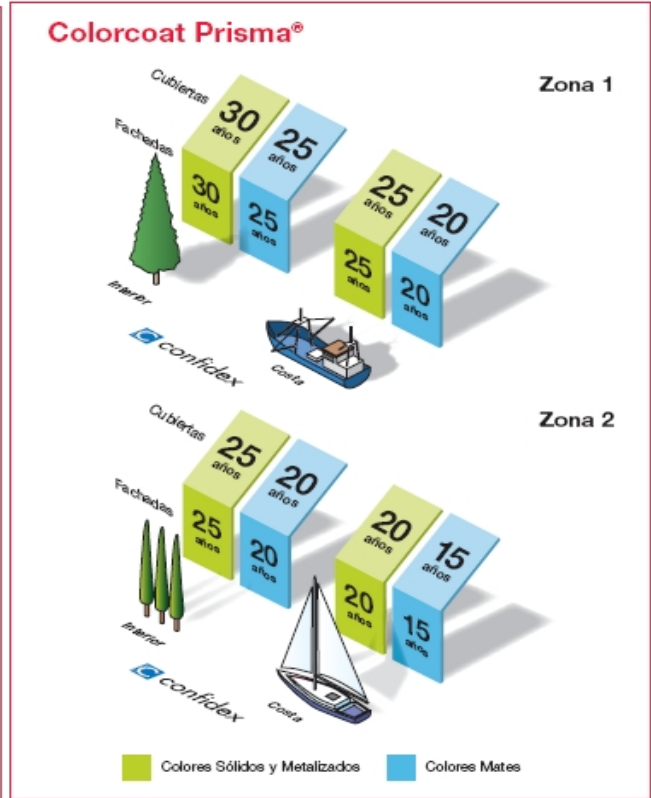 Colorcoat Prisma®
Zona 1
Cubiertas
30 años
25 años
Fachadas
30 años
25 años
25 años
20 años
25 años
20 años
Interior
confidex
Costa
Zona 2
Cubiertas
25 años
20 años
Fachadas
25 años
20 años
20 años
15 años
20 años
15 años
Interior
confidex
Costa
Colores Sólidos y Metalizados
Colores Mates